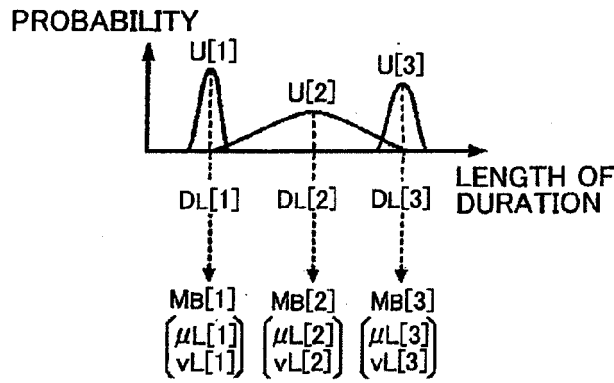 PROBABILITY
U[1] U[2] U[3]
LENGTH OF
DURATION
DL[1] DL[2] DL[3]
MB[1] MB[2] MB[3]
(μL[1]) (μL[2]) (μL[3])
(vL[1]) (vL[2]) (vL[3])